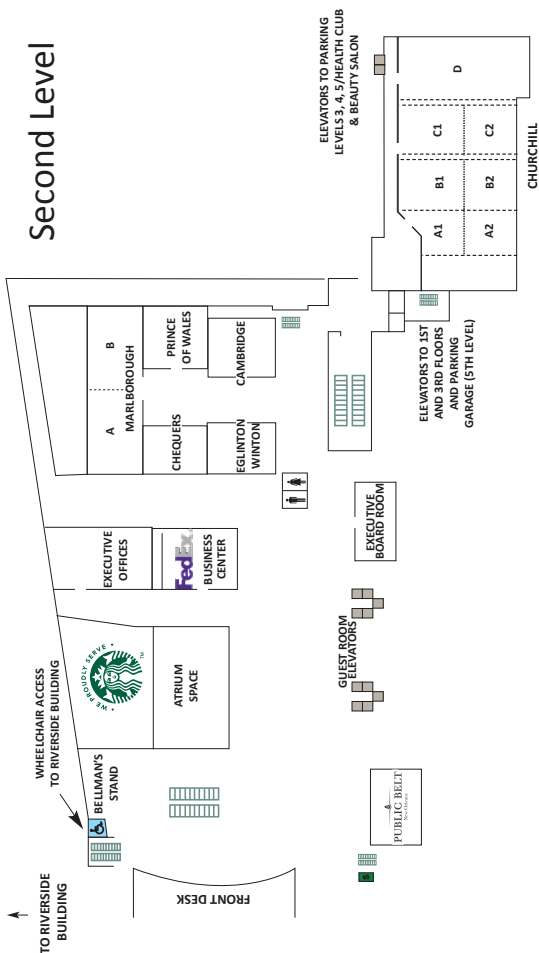 Second Level
TO RIVERSIDE
BUILDING
WHEELCHAIR ACCESS
TO RIVERSIDE BUILDING
BELLMAN'S
STAND
FRONT DESK
• WE PROUDLY SERVE •
TM
ATRIUM
SPACE
EXECUTIVE
OFFICES
FedEx
BUSINESS
CENTER
A
B
MARLBOROUGH
CHEQUERS
PRINCE
OF WALES
EGLINTON
WINTON
CAMBRIDGE
$
PUBLIC BELT
New Orleans
GUEST ROOM
ELEVATORS
EXECUTIVE
BOARD ROOM
ELEVATORS TO 1ST
AND 3RD FLOORS
AND PARKING
GARAGE (5TH LEVEL)
ELEVATORS TO PARKING
LEVELS 3, 4, 5/HEALTH CLUB
& BEAUTY SALON
A1
B1
C1
D
A2
B2
C2
CHURCHILL